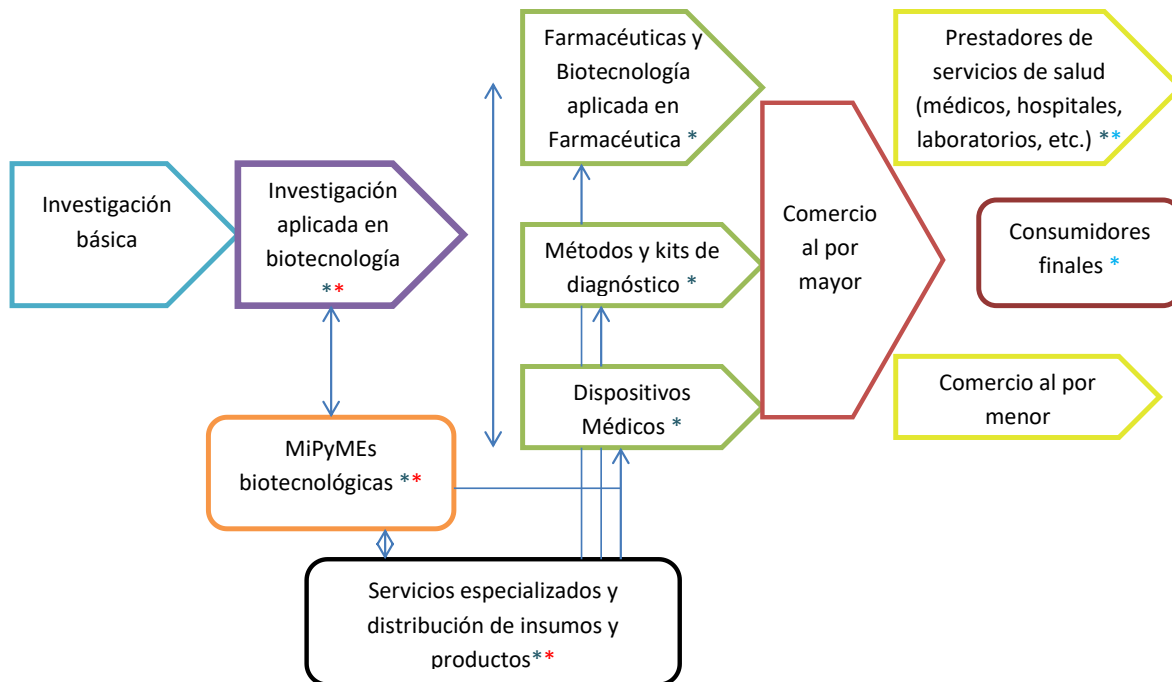 Investigación
básica
Investigación
aplicada en
biotecnología
**
MiPyMEs
biotecnológicas **
Servicios especializados y
distribución de insumos y
productos**
Farmacéuticas y
Biotecnología
aplicada en
Farmacéutica *
Métodos y kits de
diagnóstico *
Dispositivos
Médicos *
Comercio
al por
mayor
Prestadores de
servicios de salud
(médicos, hospitales,
laboratorios, etc.) **
Consumidores
finales *
Comercio al por
menor